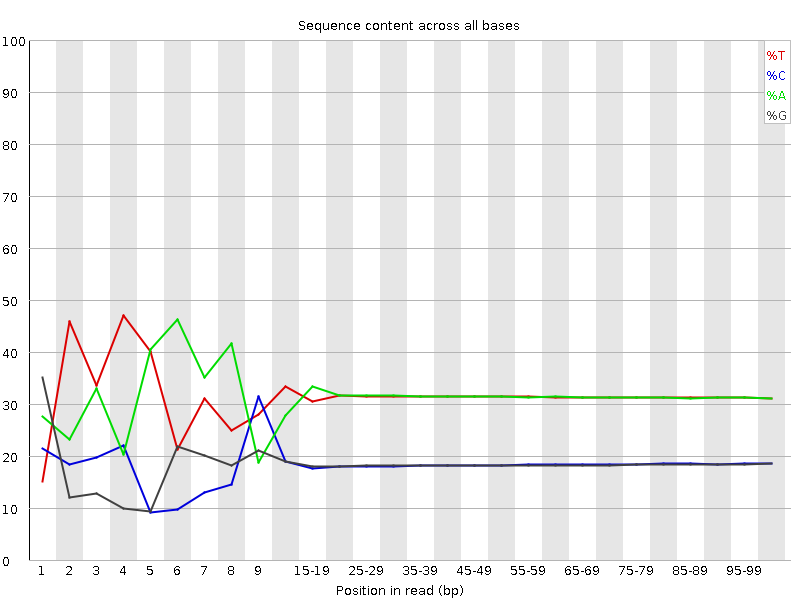 Sequence content across all bases
%T
%C
%A
%G
100
90
80
70
60
50
40
30
20
10
0
1 2 3 4 5 6 7 8 9 15-19 25-29 35-39 45-49 55-59 65-69 75-79 85-89 95-99
Position in read (bp)